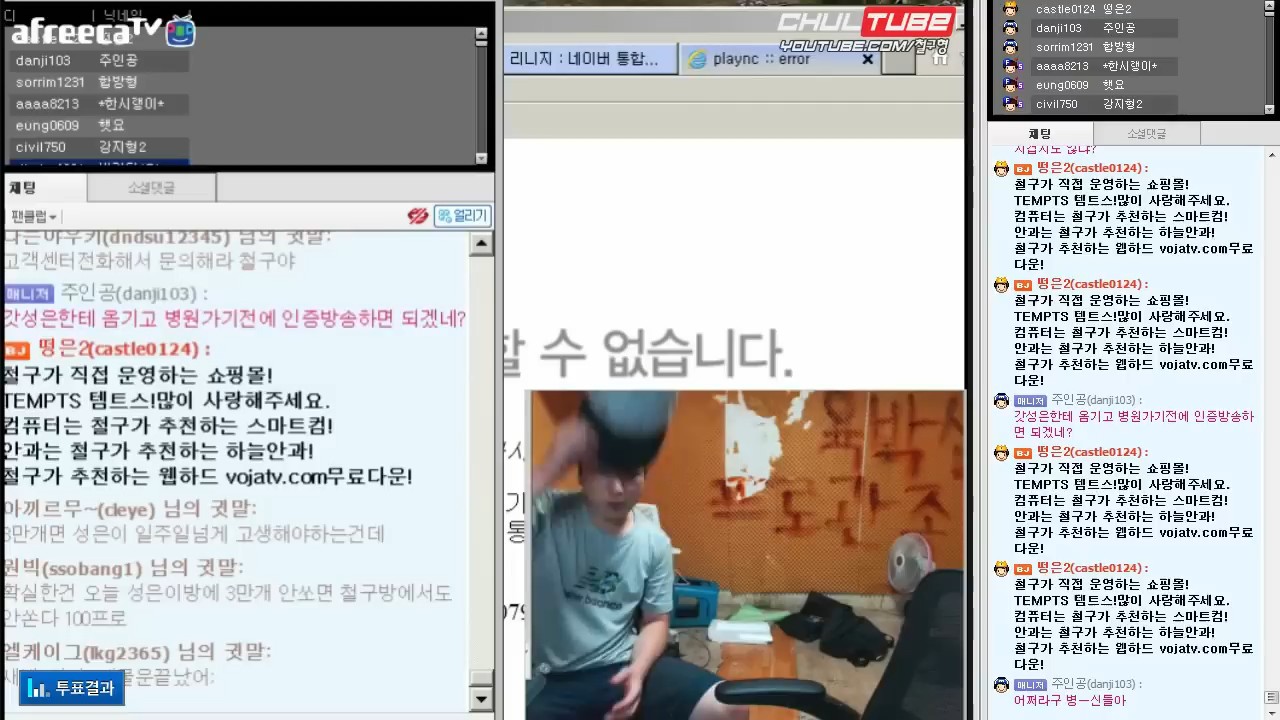 afreecaTV
닉네임
danji103 주인공
sorrim1231 합방형
aaaa8213 *한시랭이*
eung0609 햇요
civil750 강지형2
채팅
소셜댓글
팬클럽
얼리기
(dndsu12345) 님의 귓말:
고객센터전화해서 문의해라 철구야
매니저 주인공(danji103) :
갓성은한테 옴기고 병원가기전에 인증방송하면 되겠네?
BJ 떵은2(castle0124) :
철구가 직접 운영하는 쇼핑몰!
TEMPTS 템트스!많이 사랑해주세요.
컴퓨터는 철구가 추천하는 스마트컴!
안과는 철구가 추천하는 하늘안과!
철구가 추천하는 웹하드 vojatv.com무료다운!
아끼르무~(cleye) 님의 귓말:
3만개면 성은이 일주일넘게 고생해야하는건데
원빅(ssobang1) 님의 귓말:
확실한건 오늘 성은이방에 3만개 안쏘면 철구방에서도
안쏜다 100프로
엘케이그(lkg2365) 님의 귓말:
투표결과
CHULTUBE
YOUTUBE.COM/철구형
리니지 : 네이버 통합...
plaync :: error
할 수 없습니다.
프로간조
castle0124 떵은2
danji103 주인공
sorrim1231 합방형
aaaa8213 *한시랭이*
eung0609 햇요
civil750 강지형2
채팅
소셜댓글
BJ 떵은2(castle0124) :
철구가 직접 운영하는 쇼핑몰!
TEMPTS 템트스!많이 사랑해주세요.
컴퓨터는 철구가 추천하는 스마트컴!
안과는 철구가 추천하는 하늘안과!
철구가 추천하는 웹하드 vojatv.com무료
다운!
BJ 떵은2(castle0124) :
철구가 직접 운영하는 쇼핑몰!
TEMPTS 템트스!많이 사랑해주세요.
컴퓨터는 철구가 추천하는 스마트컴!
안과는 철구가 추천하는 하늘안과!
철구가 추천하는 웹하드 vojatv.com무료
다운!
매니저 주인공(danji103) :
갓성은한테 옴기고 병원가기전에 인증방송하
면 되겠네?
BJ 떵은2(castle0124) :
철구가 직접 운영하는 쇼핑몰!
TEMPTS 템트스!많이 사랑해주세요.
컴퓨터는 철구가 추천하는 스마트컴!
안과는 철구가 추천하는 하늘안과!
철구가 추천하는 웹하드 vojatv.com무료
다운!
BJ 떵은2(castle0124) :
철구가 직접 운영하는 쇼핑몰!
TEMPTS 템트스!많이 사랑해주세요.
컴퓨터는 철구가 추천하는 스마트컴!
안과는 철구가 추천하는 하늘안과!
철구가 추천하는 웹하드 vojatv.com무료
다운!
매니저 주인공(danji103) :
어쩌라구 병ㅡ신들아